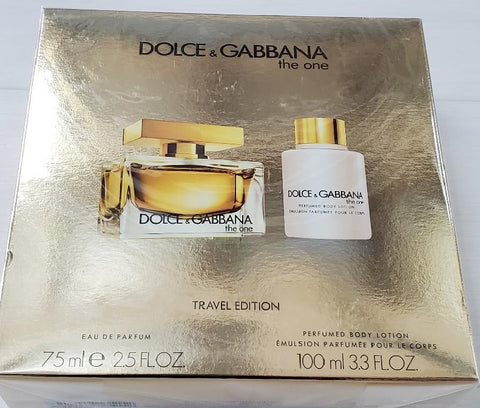 DOLCE & GABBANA
the one
DOLCE & GABBANA
the one
DOLCE & GABBANA
the one
PERFUMED BODY LOTION
ÉMULSION PARFUMÉE POUR LE CORPS
TRAVEL EDITION
EAU DE PARFUM
75 ml e 2.5 FL.OZ.
PERFUMED BODY LOTION
ÉMULSION PARFUMÉE POUR LE CORPS
100 ml 3.3 FL.OZ.